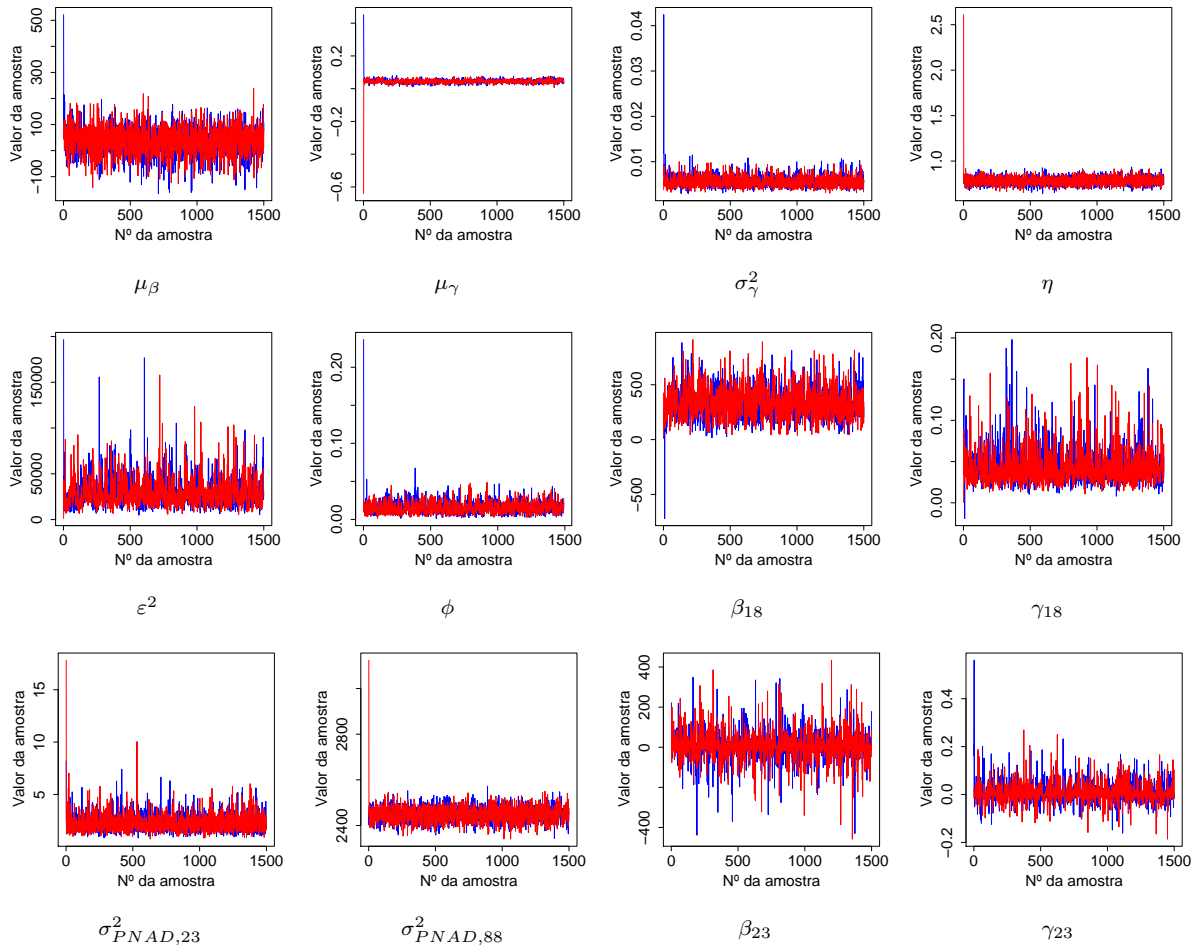 Valor da amostra
−100 100 300 500
0 500 1000 1500
Nº da amostra
μ_β
Valor da amostra
−0.6 −0.2 0.2
0 500 1000 1500
Nº da amostra
μ_γ
Valor da amostra
0.01 0.02 0.03 0.04
0 500 1000 1500
Nº da amostra
σ²_γ
Valor da amostra
1.0 1.5 2.0 2.5
0 500 1000 1500
Nº da amostra
η
Valor da amostra
0 50000 150000
0 500 1000 1500
Nº da amostra
ε²
Valor da amostra
0.00 0.10 0.20
0 500 1000 1500
Nº da amostra
ϕ
Valor da amostra
−500 0 500
0 500 1000 1500
Nº da amostra
β₁₈
Valor da amostra
0.00 0.10 0.20
0 500 1000 1500
Nº da amostra
γ₁₈
Valor da amostra
5 10 15
0 500 1000 1500
Nº da amostra
σ²_PNAD,23
Valor da amostra
2400 2800
0 500 1000 1500
Nº da amostra
σ²_PNAD,88
Valor da amostra
−400 0 200 400
0 500 1000 1500
Nº da amostra
β₂₃
Valor da amostra
−0.2 0.0 0.2 0.4
0 500 1000 1500
Nº da amostra
γ₂₃